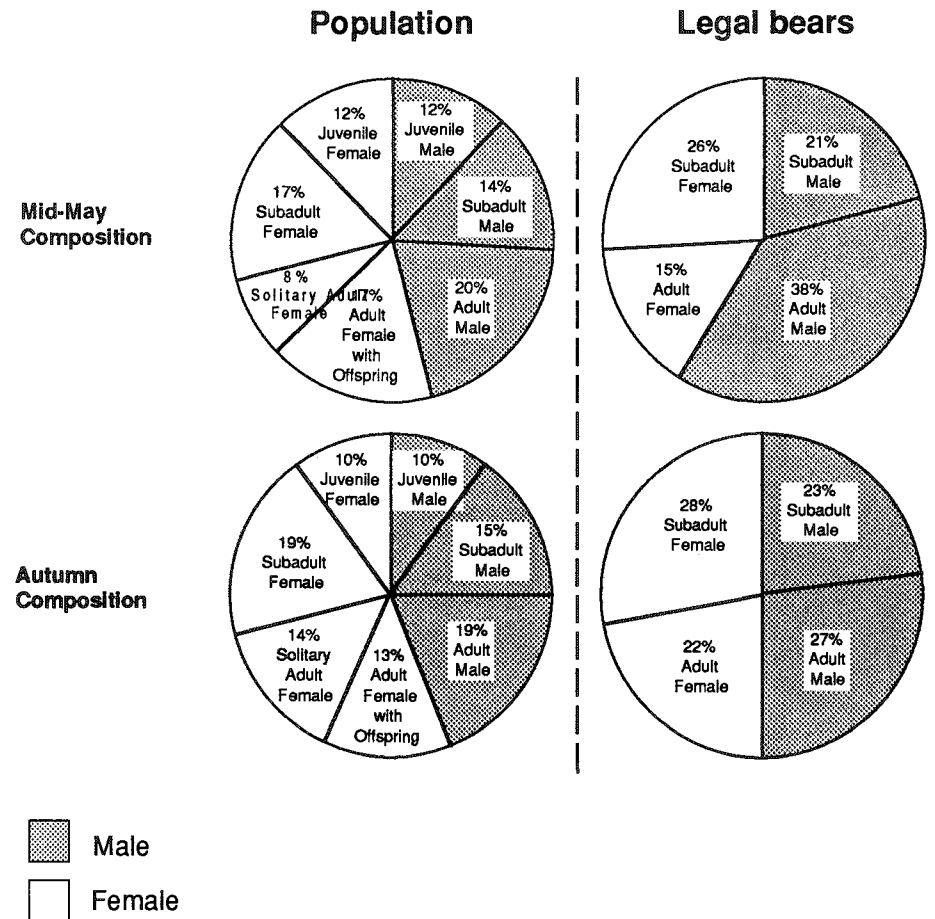 Population
Legal bears
Mid-May
Composition
12%
Juvenile
Female
12%
Juvenile
Male
17%
Subadult
Female
14%
Subadult
Male
8%
Solitary Adult
Female
17%
Adult
Female
with
Offspring
20%
Adult
Male
26%
Subadult
Female
21%
Subadult
Male
15%
Adult
Female
38%
Adult
Male
Autumn
Composition
10%
Juvenile
Female
10%
Juvenile
Male
19%
Subadult
Female
15%
Subadult
Male
14%
Solitary
Adult
Female
13%
Adult
Female
with
Offspring
19%
Adult
Male
28%
Subadult
Female
23%
Subadult
Male
22%
Adult
Female
27%
Adult
Male
Male
Female